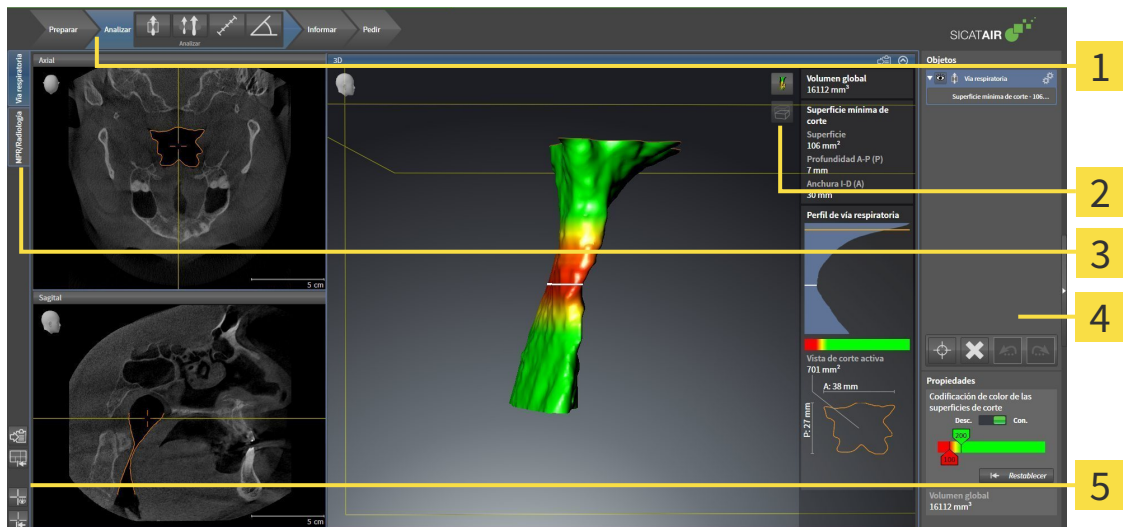 Preparar
Analizar
Analizar
Informar
Pedir
SICATAIR
1
Vía respiratoria
MPR/Radiología
Axial
5 cm
Sagital
5 cm
3D
Volumen global
16112 mm³
Superficie mínima de
corte
Superficie
106 mm²
Profundidad A-P (P)
7 mm
Anchura I-D (A)
30 mm
Perfil de vía respiratoria
Vista de corte activa
701 mm²
A: 38 mm
P: 27 mm
Objetos
Vía respiratoria
Superficie mínima de corte - 106...
2
3
4
Propiedades
Codificación de color de las
superficies de corte
Desc.
Con.
200
100
Restablecer
Volumen global
16112 mm³
5